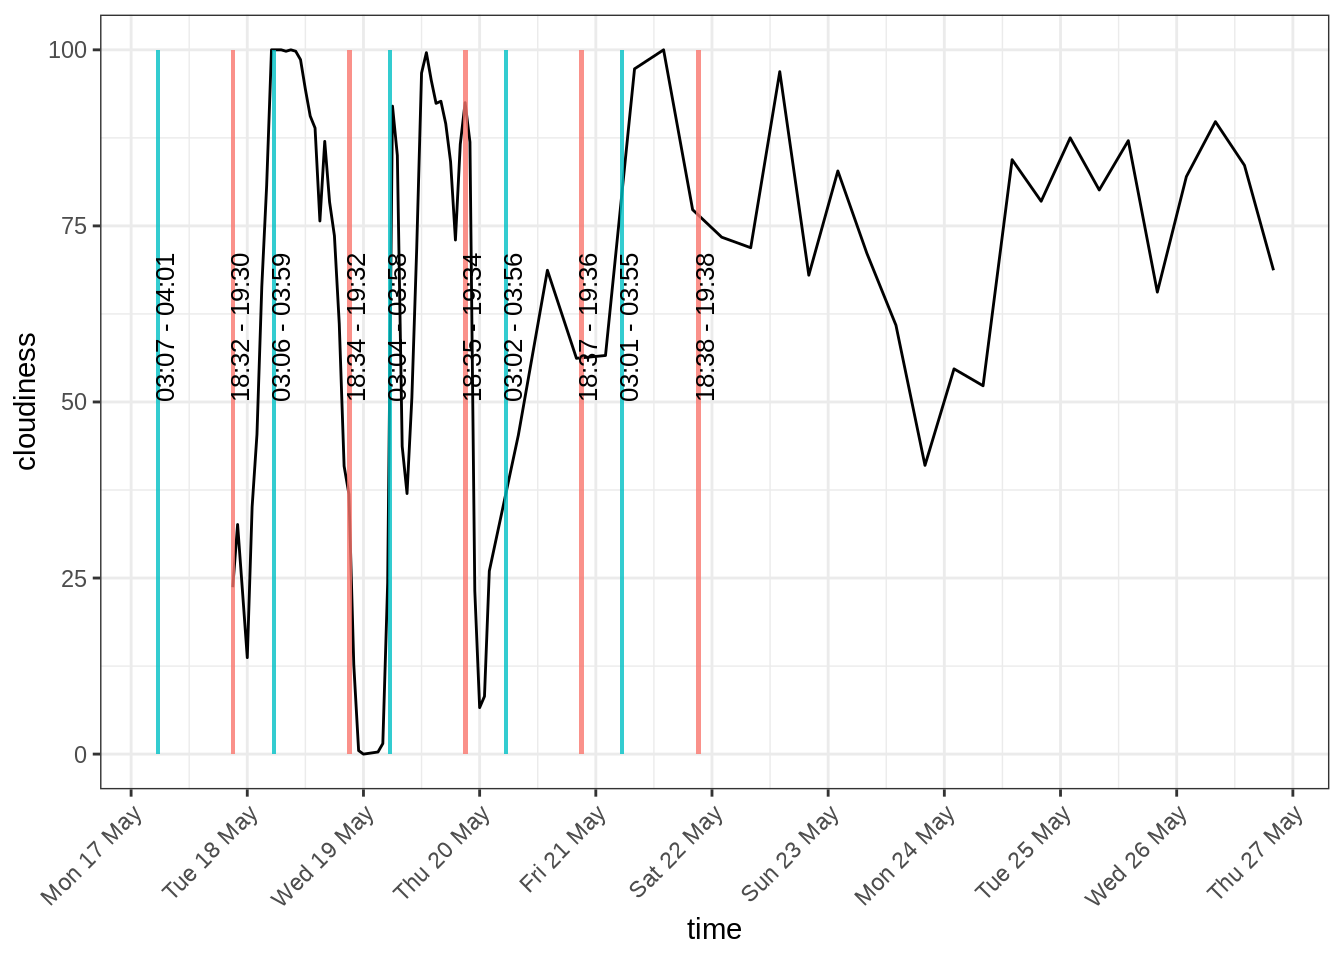 100
75
50
25
0
cloudiness
03:07 - 04:01
18:32 - 19:30
03:06 - 03:59
18:34 - 19:32
03:04 - 03:58
18:35 - 19:34
03:02 - 03:56
18:37 - 19:36
03:01 - 03:55
18:38 - 19:38
Mon 17 May
Tue 18 May
Wed 19 May
Thu 20 May
Fri 21 May
Sat 22 May
Sun 23 May
Mon 24 May
Tue 25 May
Wed 26 May
Thu 27 May
time